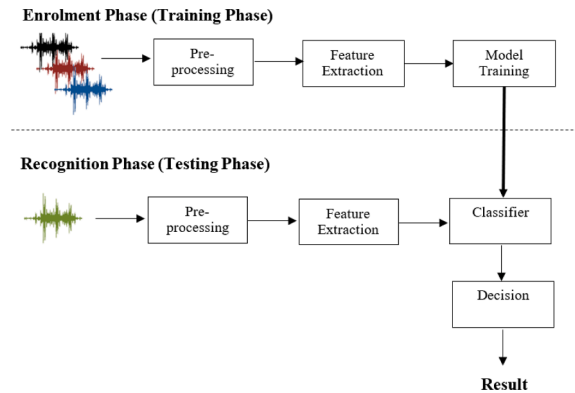 Enrolment Phase (Training Phase)
Pre-
processing
Feature
Extraction
Model
Training
Recognition Phase (Testing Phase)
Pre-
processing
Feature
Extraction
Classifier
Decision
Result